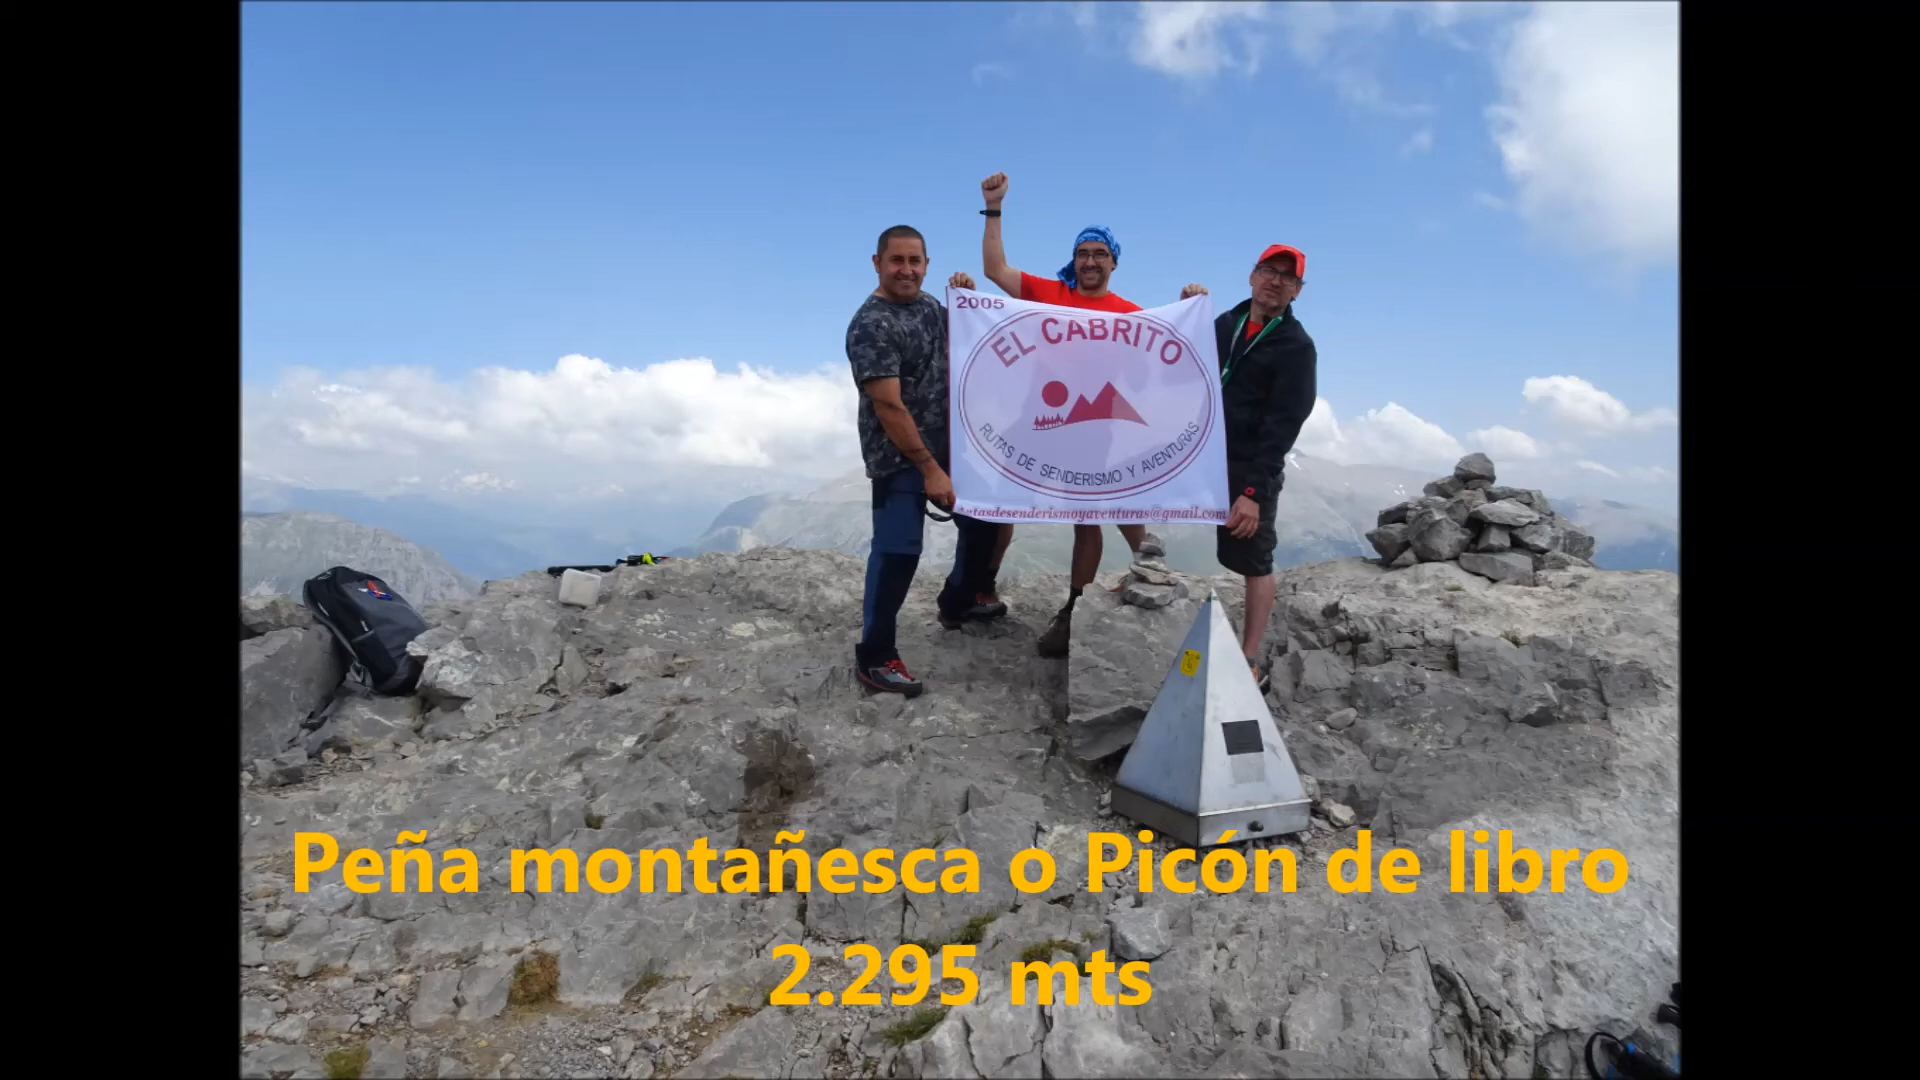 2005
EL CABRITO
RUTAS DE SENDERISMO Y AVENTURAS
rutasdesenderismoyaventuras@gmail.com
Peña montañesca o Picón de libro
2.295 mts